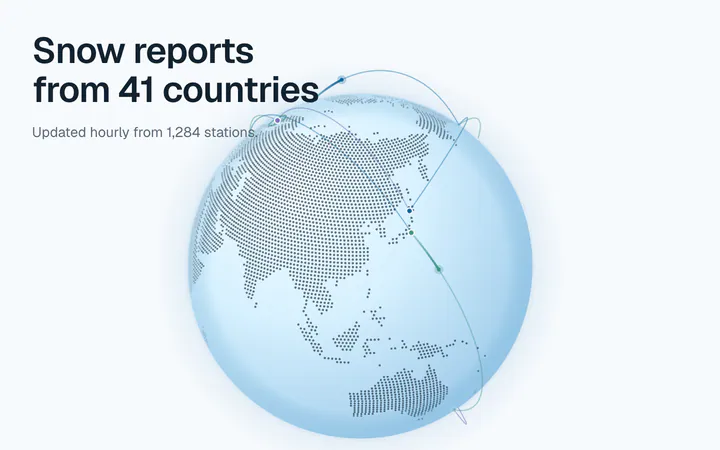 Snow reports
from 41 countries
Updated hourly from 1,284 stations.